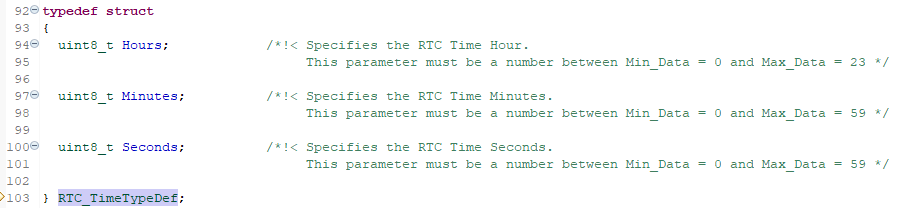 92 typedef struct
93 {
94 uint8_t Hours; /*!< Specifies the RTC Time Hour.
95 This parameter must be a number between Min_Data = 0 and Max_Data = 23 */
96
97 uint8_t Minutes; /*!< Specifies the RTC Time Minutes.
98 This parameter must be a number between Min_Data = 0 and Max_Data = 59 */
99
100 uint8_t Seconds; /*!< Specifies the RTC Time Seconds.
101 This parameter must be a number between Min_Data = 0 and Max_Data = 59 */
102
103 } RTC_TimeTypeDef;